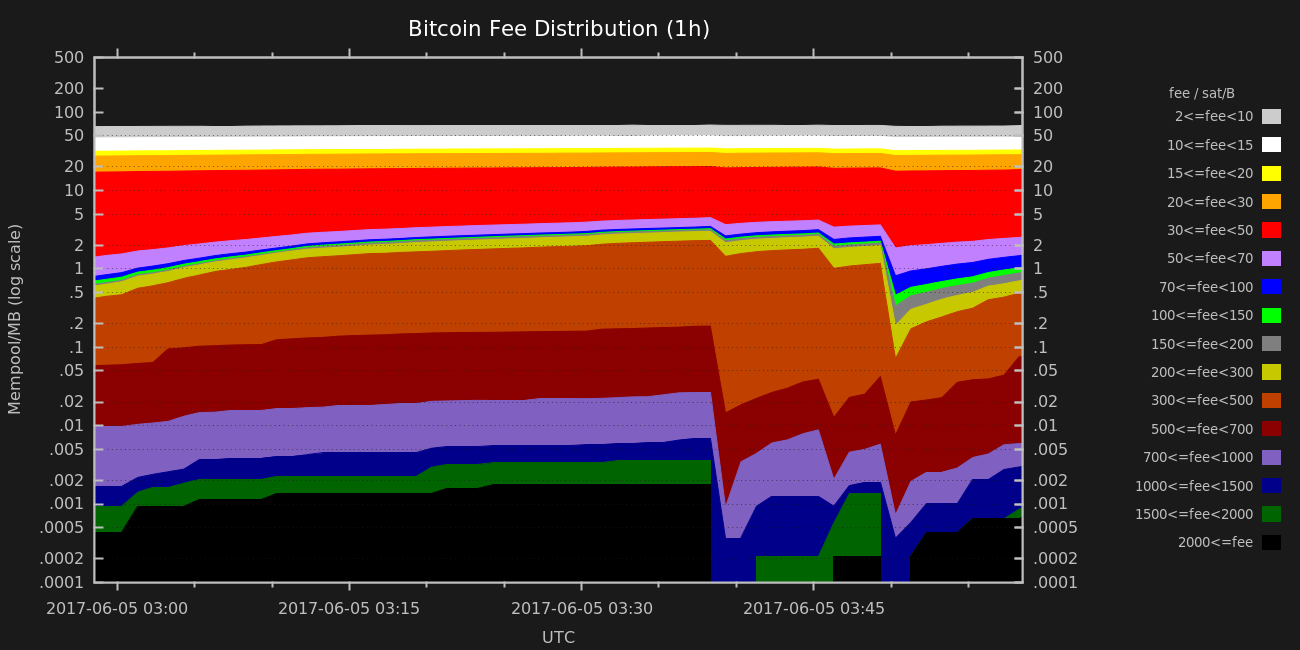 Bitcoin Fee Distribution (1h)
Mempool/MB (log scale)
500
200
100
50
20
10
5
2
1
.5
.2
.1
.05
.02
.01
.005
.002
.001
.0005
.0002
.0001
500
200
100
50
20
10
5
2
1
.5
.2
.1
.05
.02
.01
.005
.002
.001
.0005
.0002
.0001
fee / sat/B
2<=fee<10
10<=fee<15
15<=fee<20
20<=fee<30
30<=fee<50
50<=fee<70
70<=fee<100
100<=fee<150
150<=fee<200
200<=fee<300
300<=fee<500
500<=fee<700
700<=fee<1000
1000<=fee<1500
1500<=fee<2000
2000<=fee
2017-06-05 03:00 2017-06-05 03:15 2017-06-05 03:30 2017-06-05 03:45
UTC